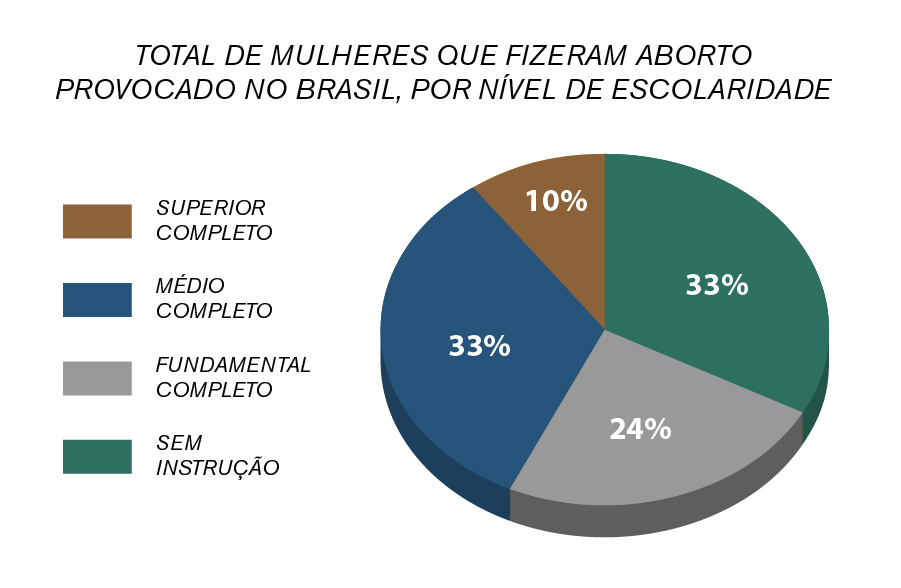 TOTAL DE MULHERES QUE FIZERAM ABORTO
PROVOCADO NO BRASIL, POR NÍVEL DE ESCOLARIDADE
SUPERIOR
COMPLETO
MÉDIO
COMPLETO
FUNDAMENTAL
COMPLETO
SEM
INSTRUÇÃO
10%
33%
33%
24%